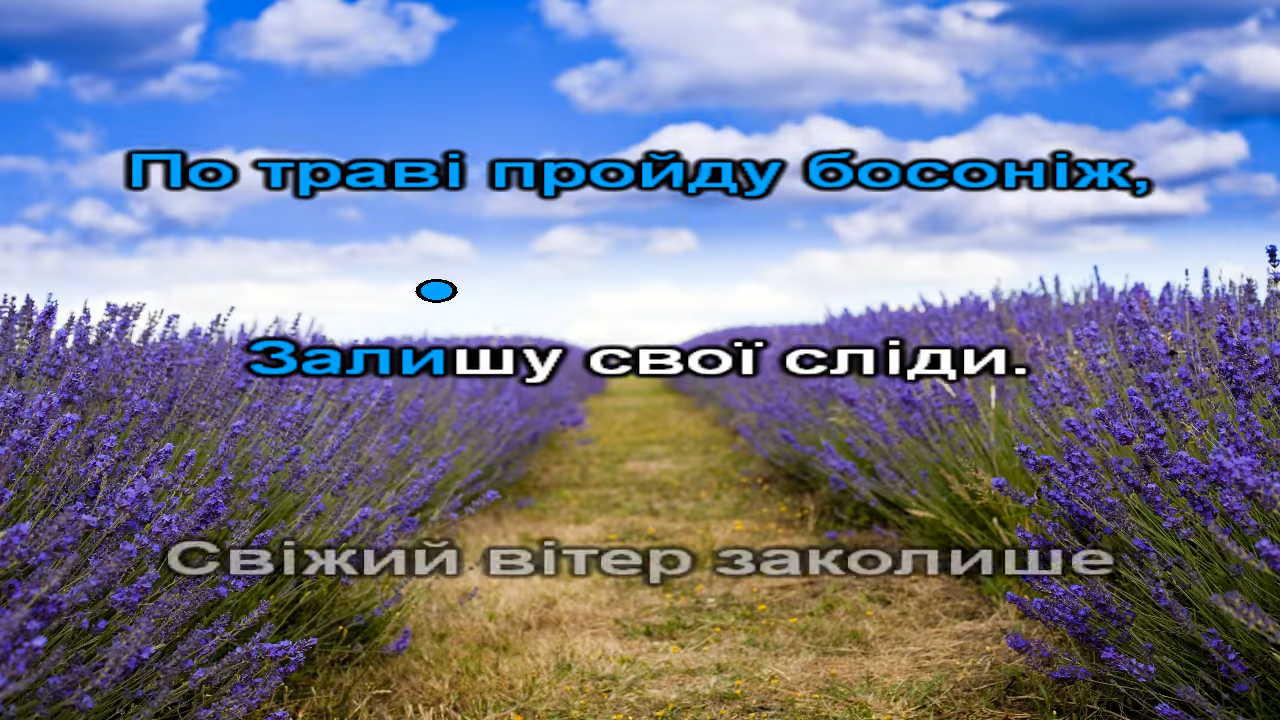 По траві пройду босоніж,
Залишу свої сліди.
Свіжий вітер заколише